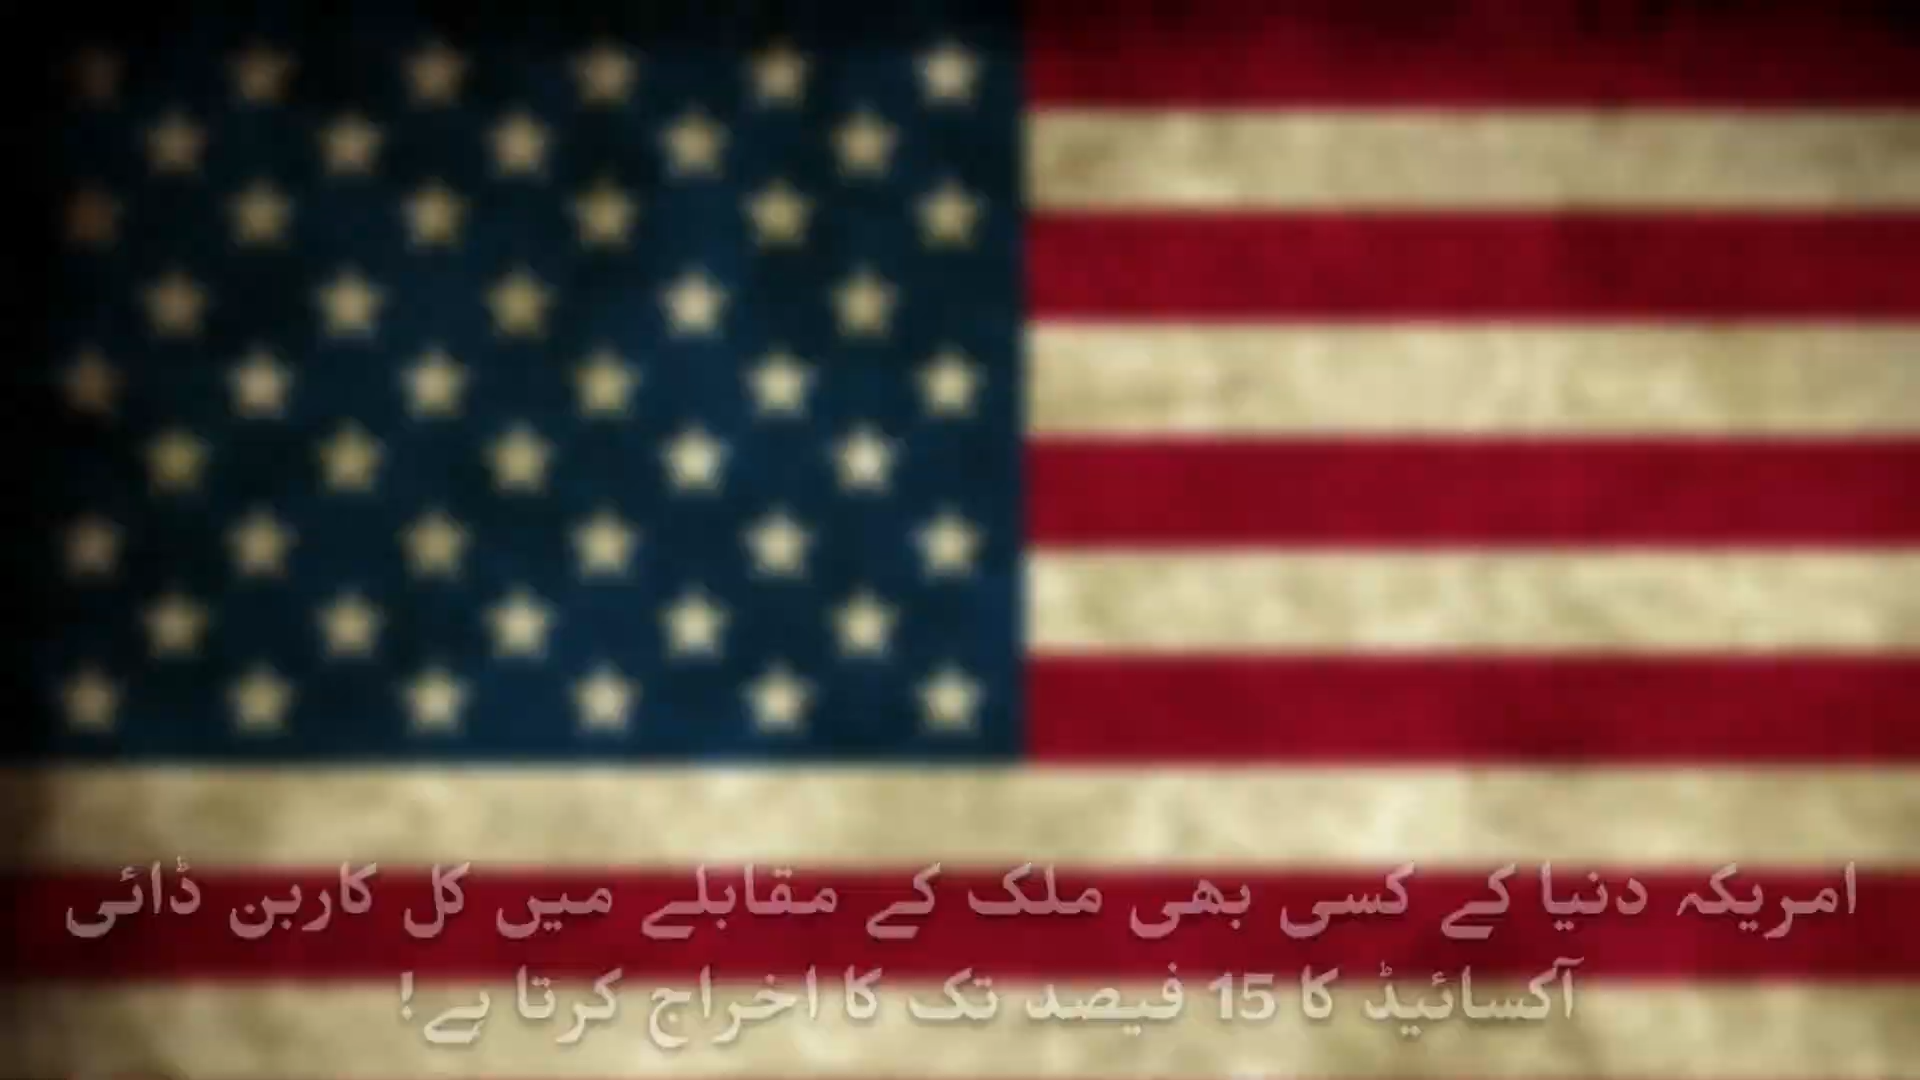 امریکہ دنیا کے کسی بھی ملک کے مقابلے میں کل کاربن ڈائی
آکسائیڈ کا 15 فیصد تک کا اخراج کرتا ہے!